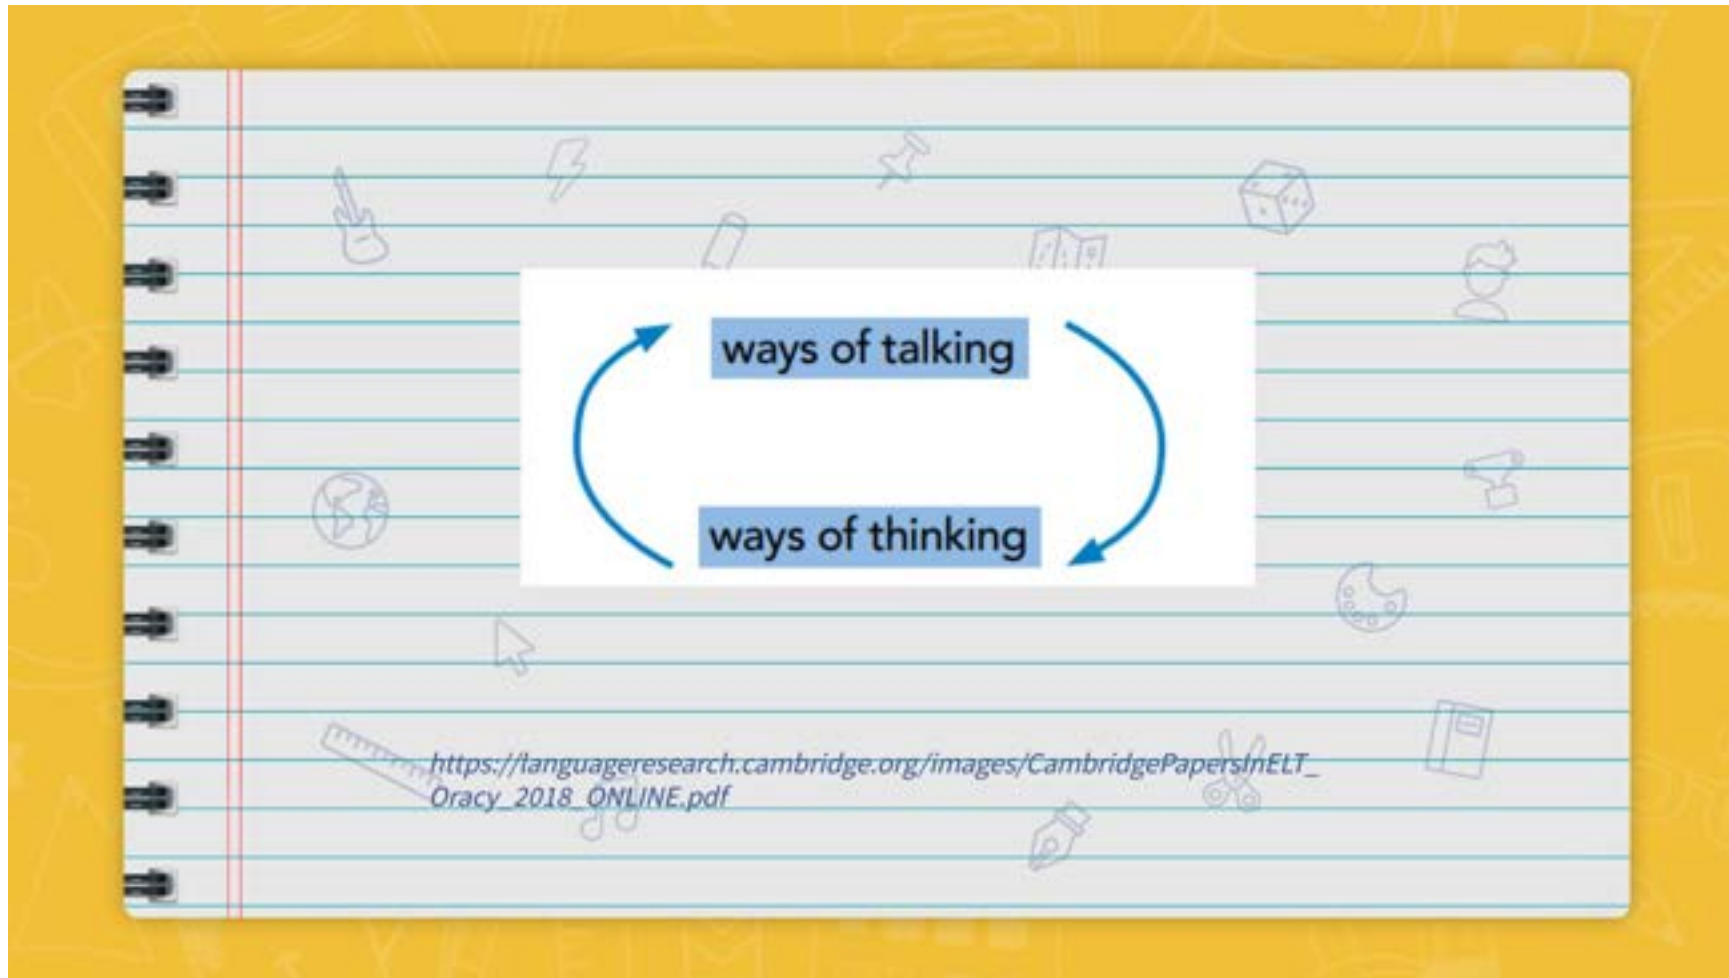 ways of talking
ways of thinking
https://languageresearch.cambridge.org/images/CambridgePapersInELT_
Oracy_2018_ONLINE.pdf